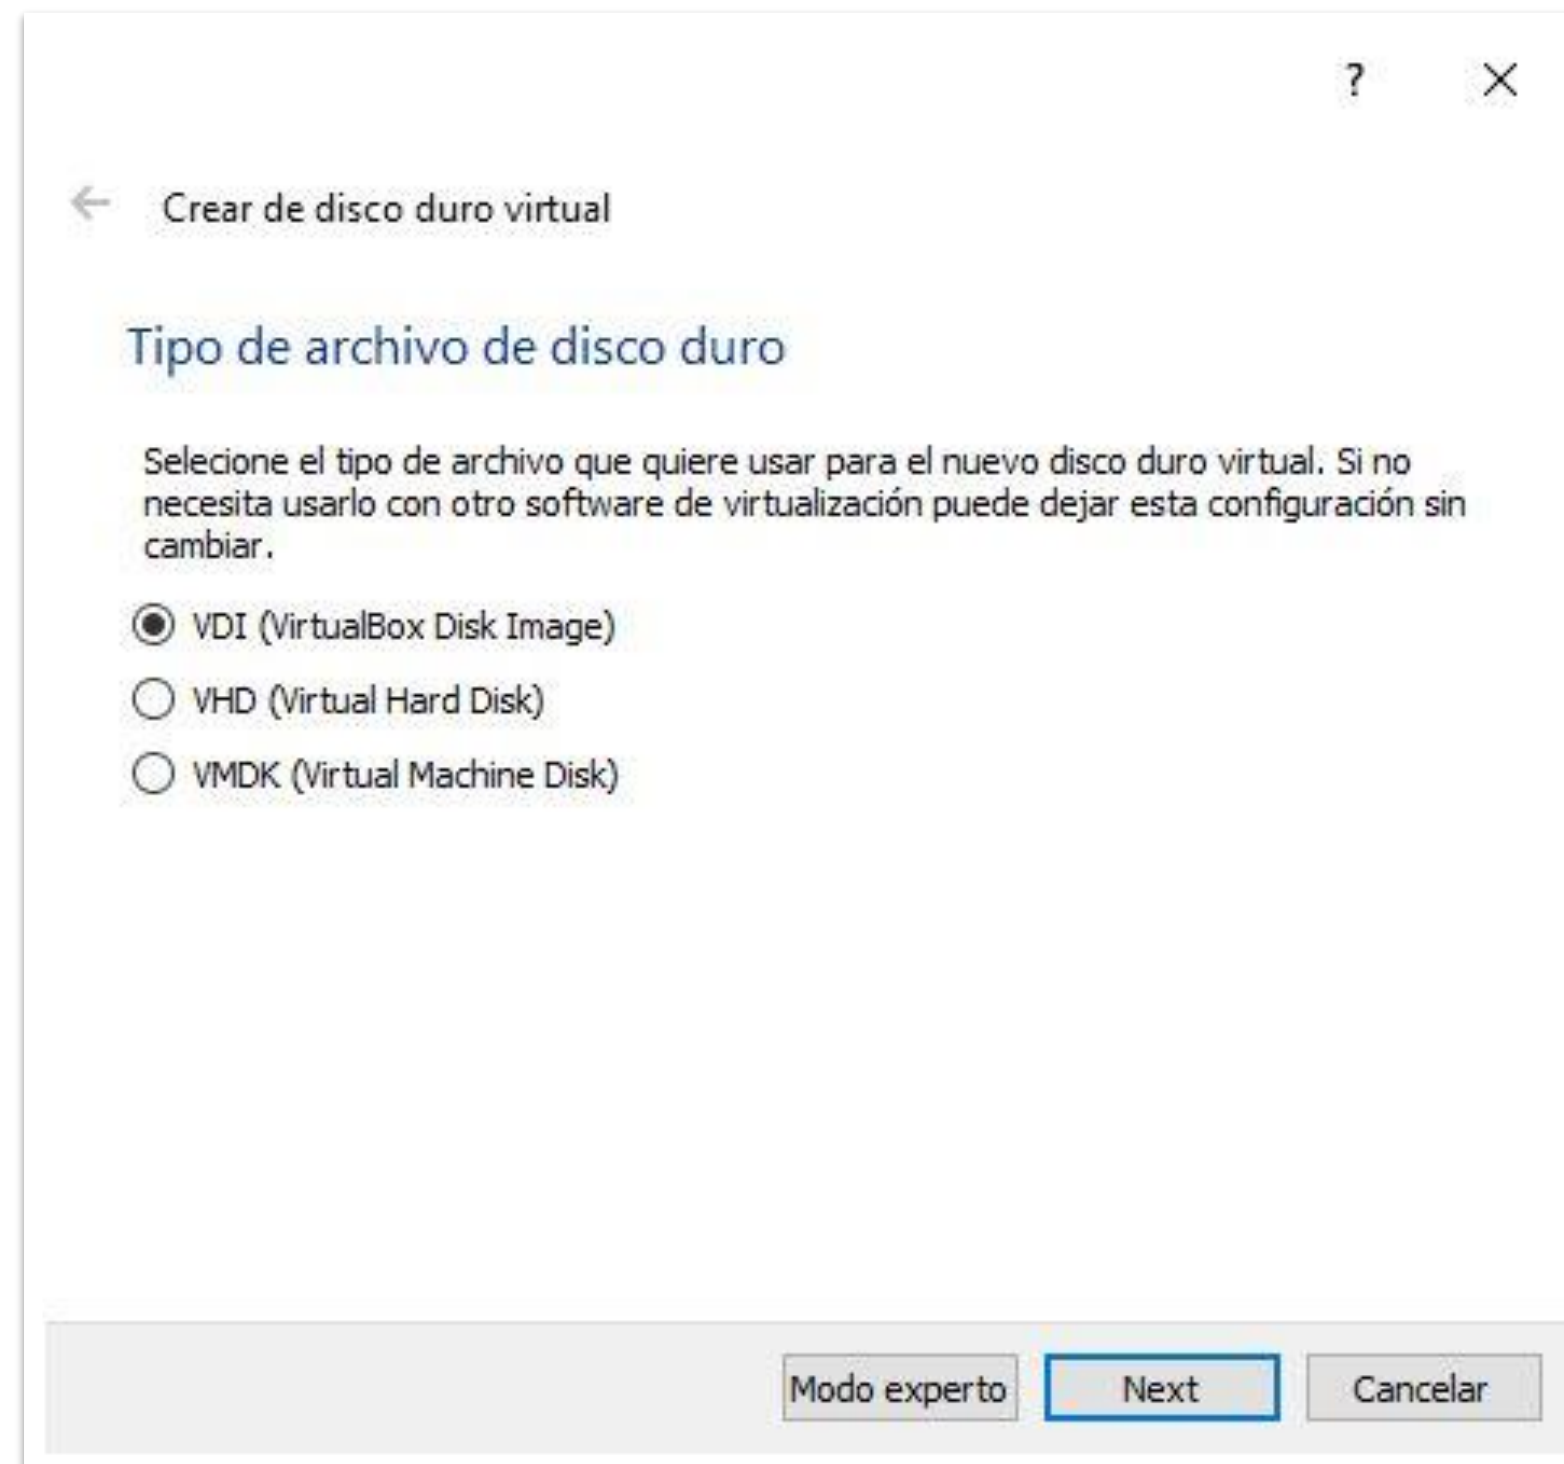 ?
Crear de disco duro virtual
Tipo de archivo de disco duro
Selecione el tipo de archivo que quiere usar para el nuevo disco duro virtual. Si no
necesita usarlo con otro software de virtualización puede dejar esta configuración sin
cambiar.
VDI (VirtualBox Disk Image)
VHD (Virtual Hard Disk)
VMDK (Virtual Machine Disk)
Modo experto Next Cancelar